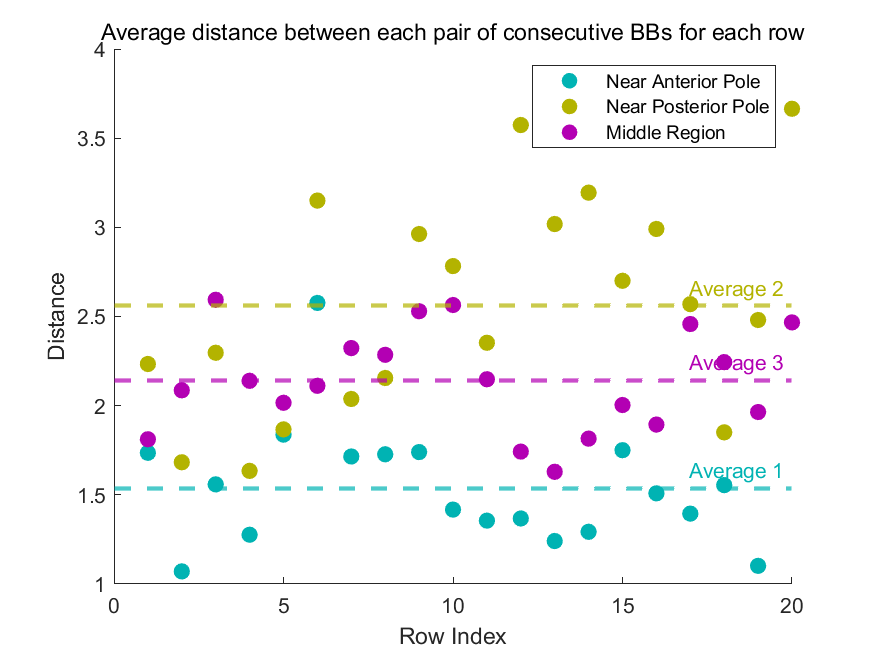 Average distance between each pair of consecutive BBs for each row
4
3.5
3
2.5
2
1.5
1
Distance
Near Anterior Pole
Near Posterior Pole
Middle Region
Average 2
Average 3
Average 1
0
5
10
15
20
Row Index